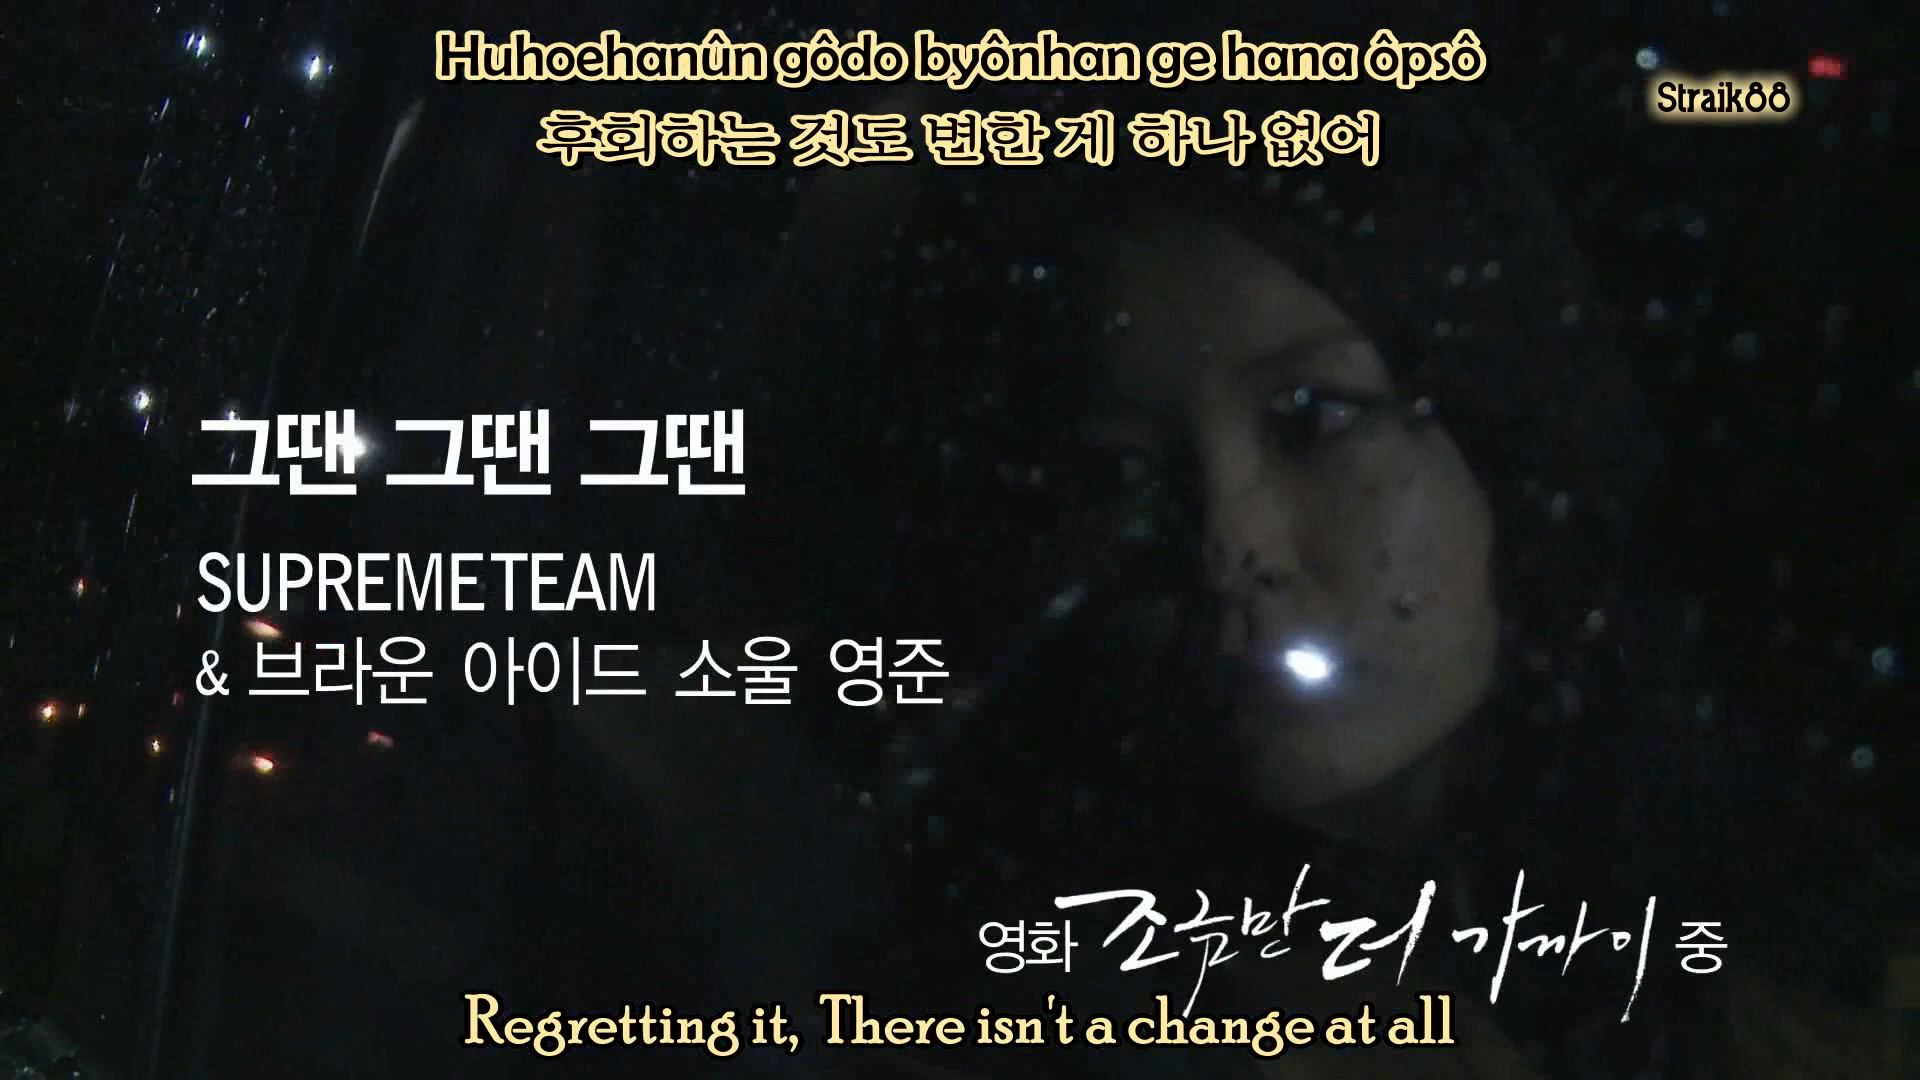 Huhoehanûn gôdo byônhan ge hana ôpsô
Straik88
후회하는 것도 변한 게 하나 없어
그땐 그땐 그땐
SUPREMETEAM
& 브라운 아이드 소울 영준
영화 조금만 더 가까이 중
Regretting it, There isn't a change at all